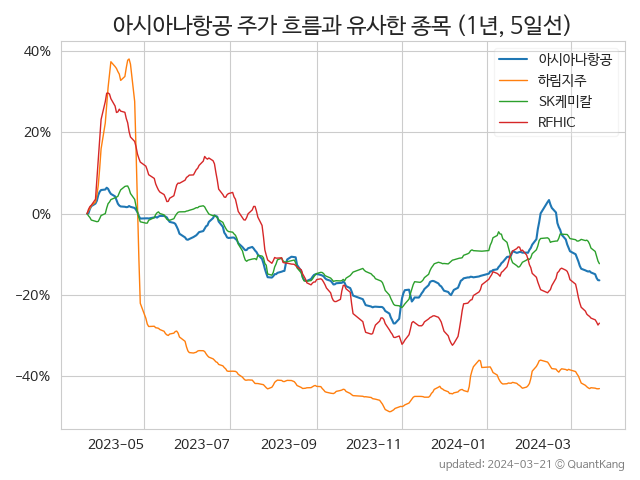 아시아나항공 주가 흐름과 유사한 종목 (1년, 5일선)
40%
20%
0%
−20%
−40%
아시아나항공
하림지주
SK케미칼
RFHIC
2023-05 2023-07 2023-09 2023-11 2024-01 2024-03
updated: 2024-03-21 © QuantKang